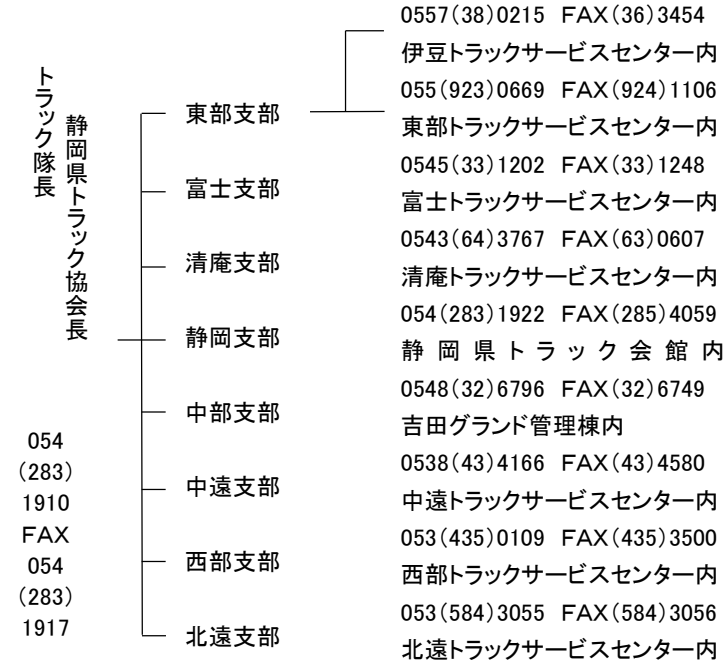 静岡県トラック協会長
トラック隊長
054
(283)
1910
FAX
054
(283)
1917
東部支部
0557(38)0215 FAX(36)3454
伊豆トラックサービスセンター内
055(923)0669 FAX(924)1106
東部トラックサービスセンター内
富士支部
0545(33)1202 FAX(33)1248
富士トラックサービスセンター内
清庵支部
0543(64)3767 FAX(63)0607
清庵トラックサービスセンター内
静岡支部
054(283)1922 FAX(285)4059
静岡県トラック会館内
中部支部
0548(32)6796 FAX(32)6749
吉田グランド管理棟内
中遠支部
0538(43)4166 FAX(43)4580
中遠トラックサービスセンター内
西部支部
053(435)0109 FAX(435)3500
西部トラックサービスセンター内
北遠支部
053(584)3055 FAX(584)3056
北遠トラックサービスセンター内